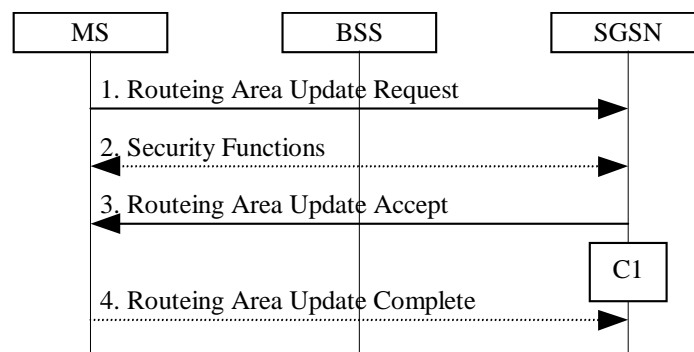 MS
BSS
SGSN
1. Routeing Area Update Request
2. Security Functions
3. Routeing Area Update Accept
C1
4. Routeing Area Update Complete